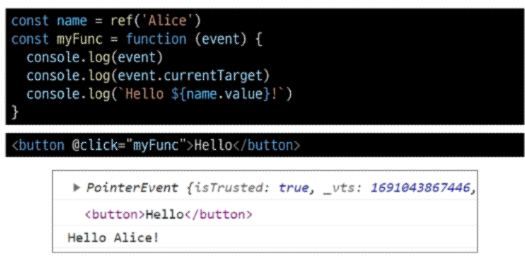 const name = ref('Alice')
const myFunc = function (event) {
  console.log(event)
  console.log(event.currentTarget)
  console.log(`Hello ${name.value}!`)
}
<button @click="myFunc">Hello</button>
▶ PointerEvent {isTrusted: true, _vts: 1691043867446,
<button>Hello</button>
Hello Alice!